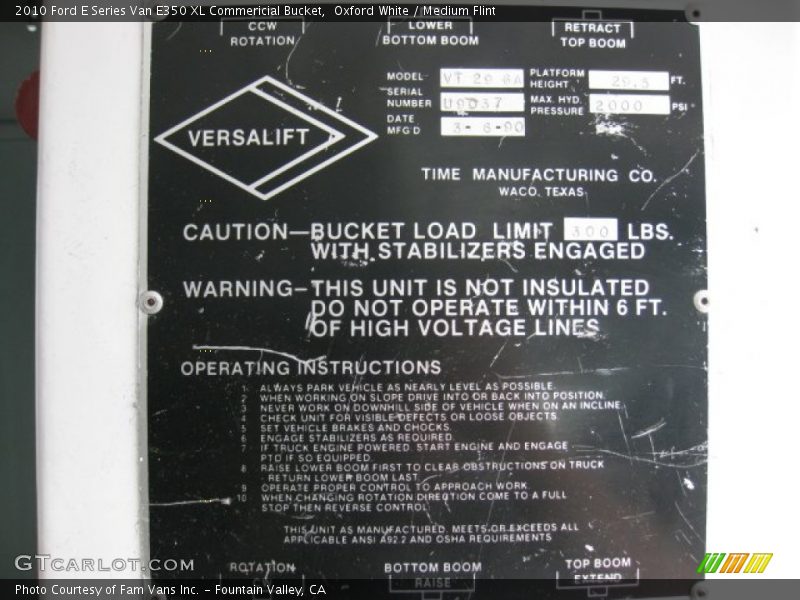 2010 Ford E Series Van E350 XL Commericial Bucket, Oxford White / Medium Flint
CCW
ROTATION
LOWER
BOTTOM BOOM
RETRACT
TOP BOOM
MODEL
PLATFORM
HEIGHT 29.5 FT.
SERIAL
NUMBER U9037
MAX. HYD.
PRESSURE 2000 PSI
DATE
MFG D 3-6-90
VERSALIFT
TIME MANUFACTURING CO.
WACO, TEXAS
CAUTION—BUCKET LOAD LIMIT 300 LBS.
WITH STABILIZERS ENGAGED
WARNING—THIS UNIT IS NOT INSULATED
DO NOT OPERATE WITHIN 6 FT.
OF HIGH VOLTAGE LINES
OPERATING INSTRUCTIONS
1 ALWAYS PARK VEHICLE AS NEARLY LEVEL AS POSSIBLE.
2 WHEN WORKING ON SLOPE DRIVE INTO OR BACK INTO POSITION.
3 NEVER WORK ON DOWNHILL SIDE OF VEHICLE WHEN ON AN INCLINE.
4 CHECK UNIT FOR VISIBLE DEFECTS OR LOOSE OBJECTS.
5 SET VEHICLE BRAKES AND CHOCKS.
6 ENGAGE STABILIZERS AS REQUIRED.
7 IF TRUCK ENGINE POWERED. START ENGINE AND ENGAGE
PTO IF SO EQUIPPED.
8 RAISE LOWER BOOM FIRST TO CLEAR OBSTRUCTIONS ON TRUCK
- RETURN LOWER BOOM LAST.
9 OPERATE PROPER CONTROL TO APPROACH WORK.
10 WHEN CHANGING ROTATION DIRECTION COME TO A FULL
STOP THEN REVERSE CONTROL.
THIS UNIT AS MANUFACTURED. MEETS OR EXCEEDS ALL
APPLICABLE ANSI A92.2 AND OSHA REQUIREMENTS.
ROTATION
BOTTOM BOOM
RAISE
TOP BOOM
EXTEND
GTCarlot.com
Photo Courtesy of Fam Vans Inc. - Fountain Valley, CA